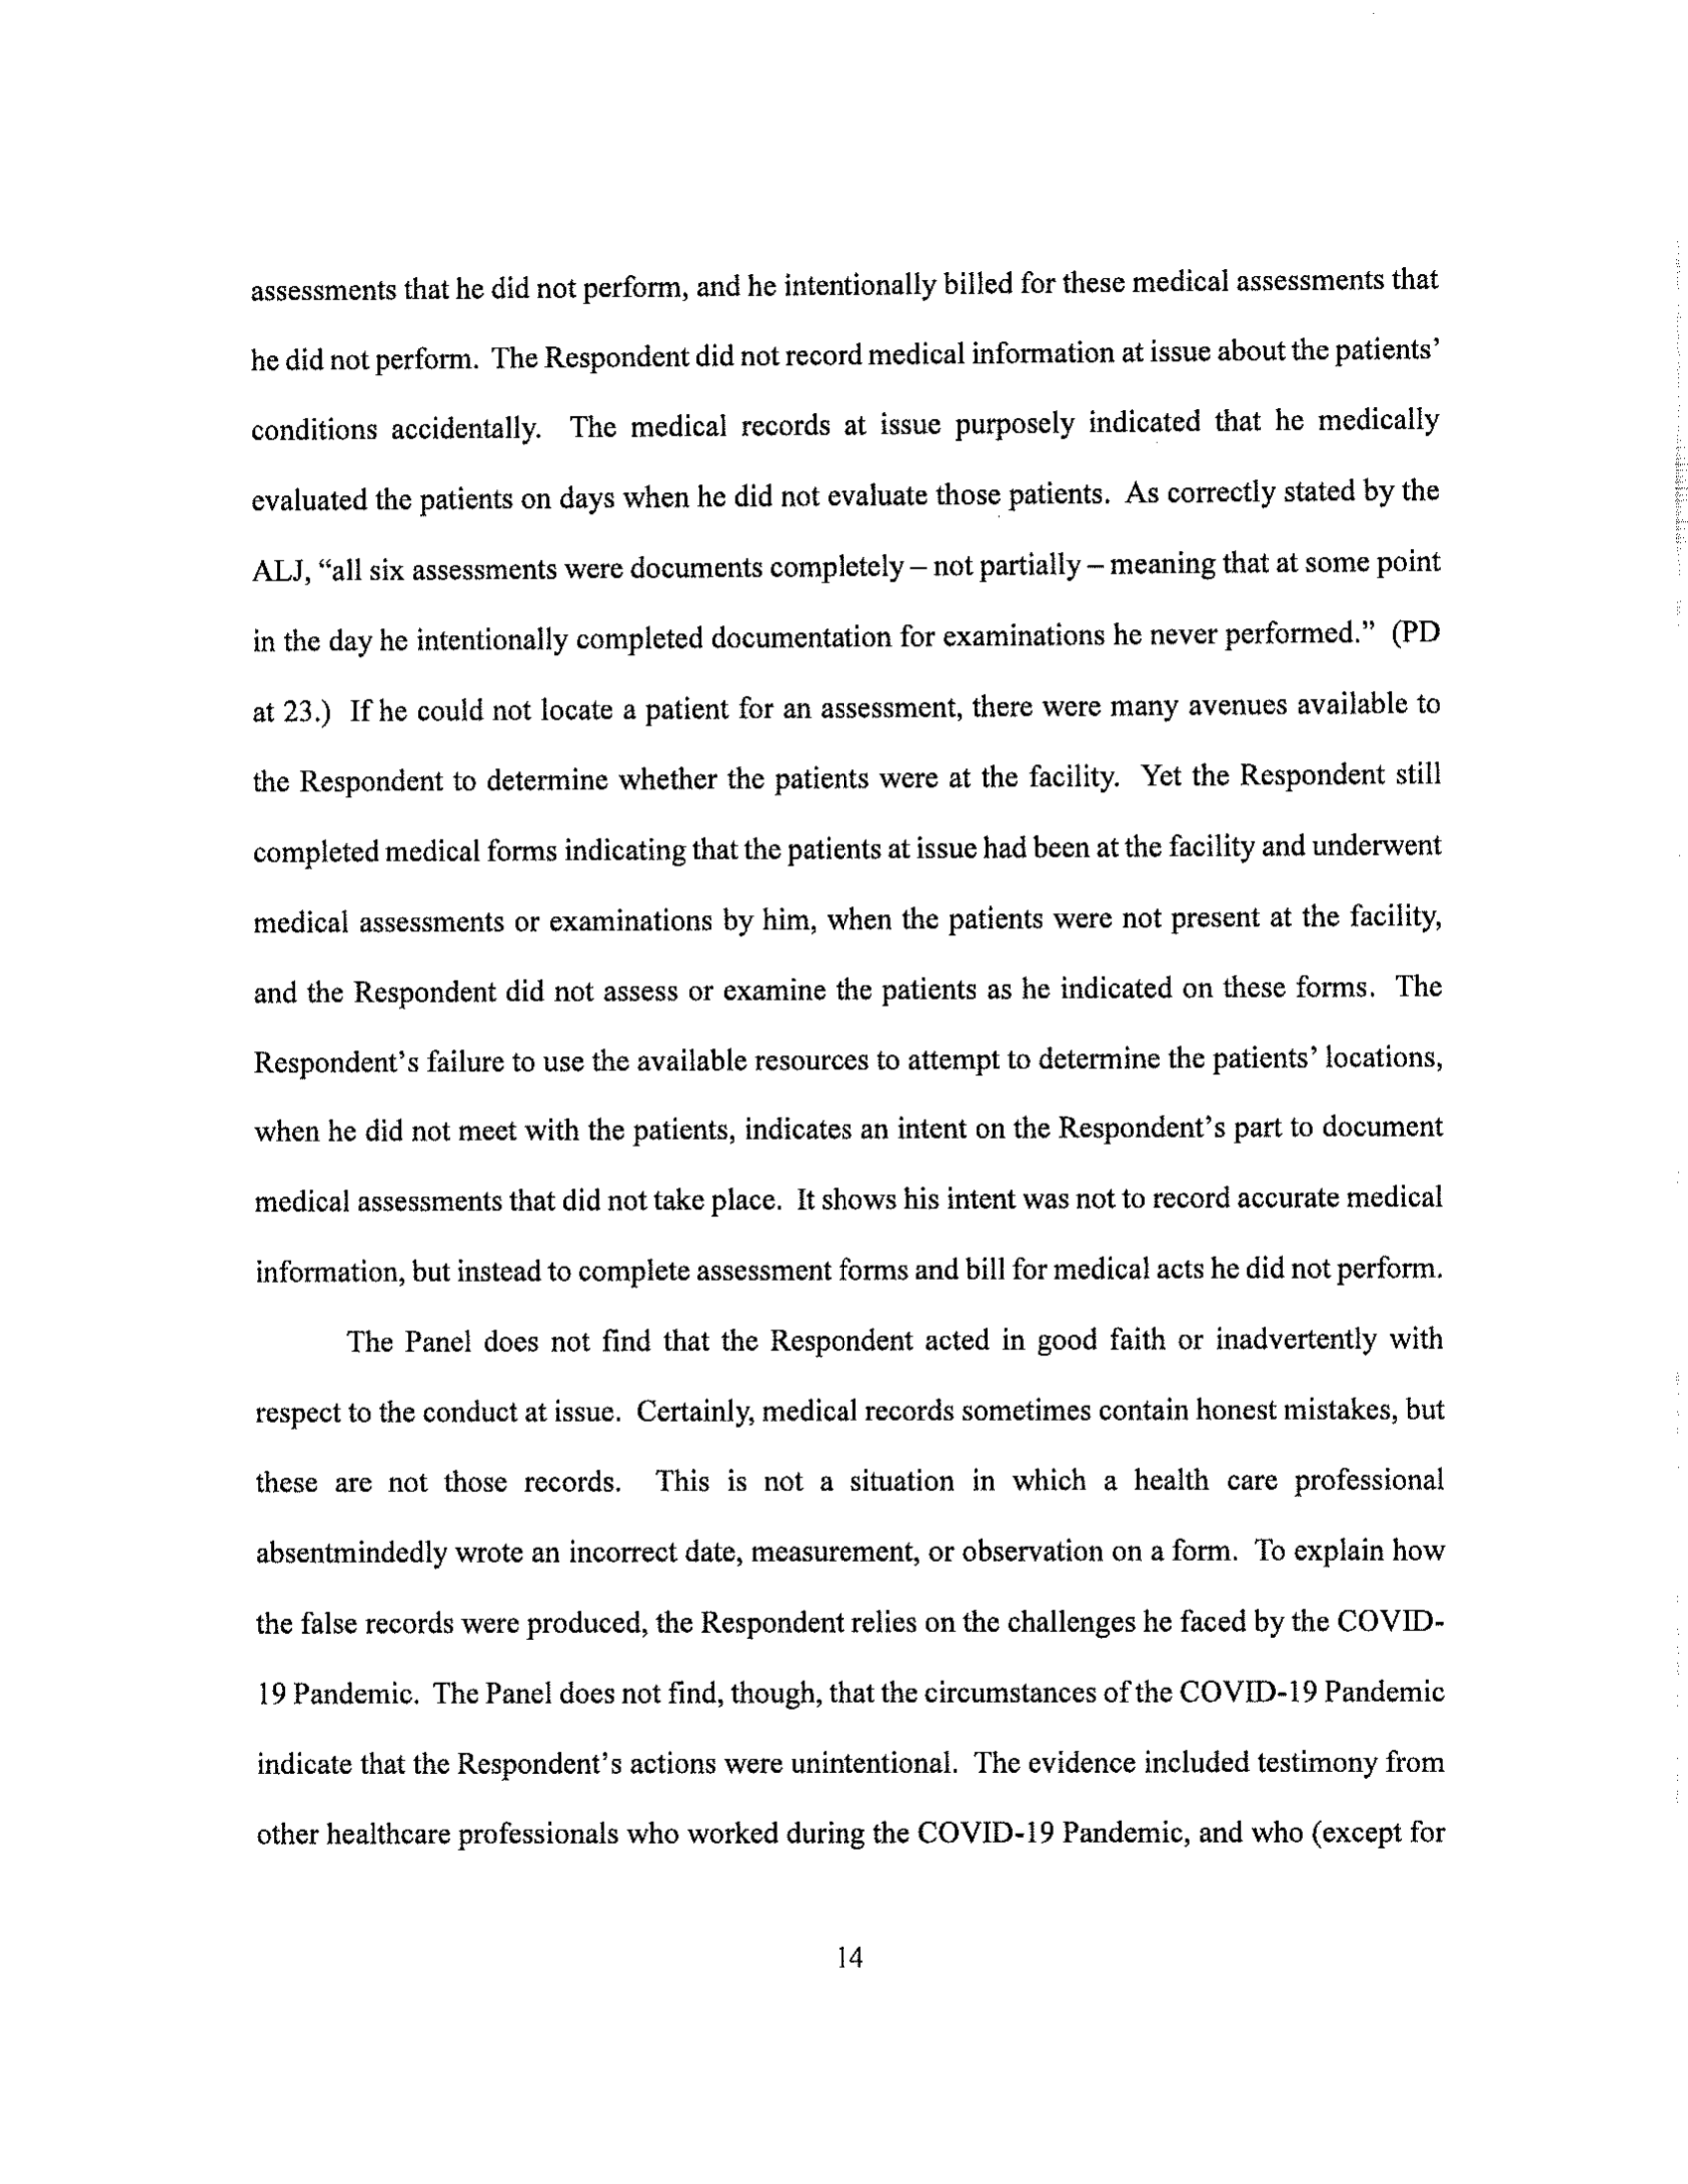 assessments that he did not perform, and he intentionally billed for these medical assessments that
he did not perform. The Respondent did not record medical information at issue about the patients’
conditions accidentally. The medical records at issue purposely indicated that he medically
evaluated the patients on days when he did not evaluate those patients. As correctly stated by the
ALJ, “all six assessments were documents completely – not partially – meaning that at some point
in the day he intentionally completed documentation for examinations he never performed.” (PD
at 23.) If he could not locate a patient for an assessment, there were many avenues available to
the Respondent to determine whether the patients were at the facility. Yet the Respondent still
completed medical forms indicating that the patients at issue had been at the facility and underwent
medical assessments or examinations by him, when the patients were not present at the facility,
and the Respondent did not assess or examine the patients as he indicated on these forms. The
Respondent’s failure to use the available resources to attempt to determine the patients’ locations,
when he did not meet with the patients, indicates an intent on the Respondent’s part to document
medical assessments that did not take place. It shows his intent was not to record accurate medical
information, but instead to complete assessment forms and bill for medical acts he did not perform.
The Panel does not find that the Respondent acted in good faith or inadvertently with
respect to the conduct at issue. Certainly, medical records sometimes contain honest mistakes, but
these are not those records. This is not a situation in which a health care professional
absentmindedly wrote an incorrect date, measurement, or observation on a form. To explain how
the false records were produced, the Respondent relies on the challenges he faced by the COVID-
19 Pandemic. The Panel does not find, though, that the circumstances of the COVID-19 Pandemic
indicate that the Respondent’s actions were unintentional. The evidence included testimony from
other healthcare professionals who worked during the COVID-19 Pandemic, and who (except for
14